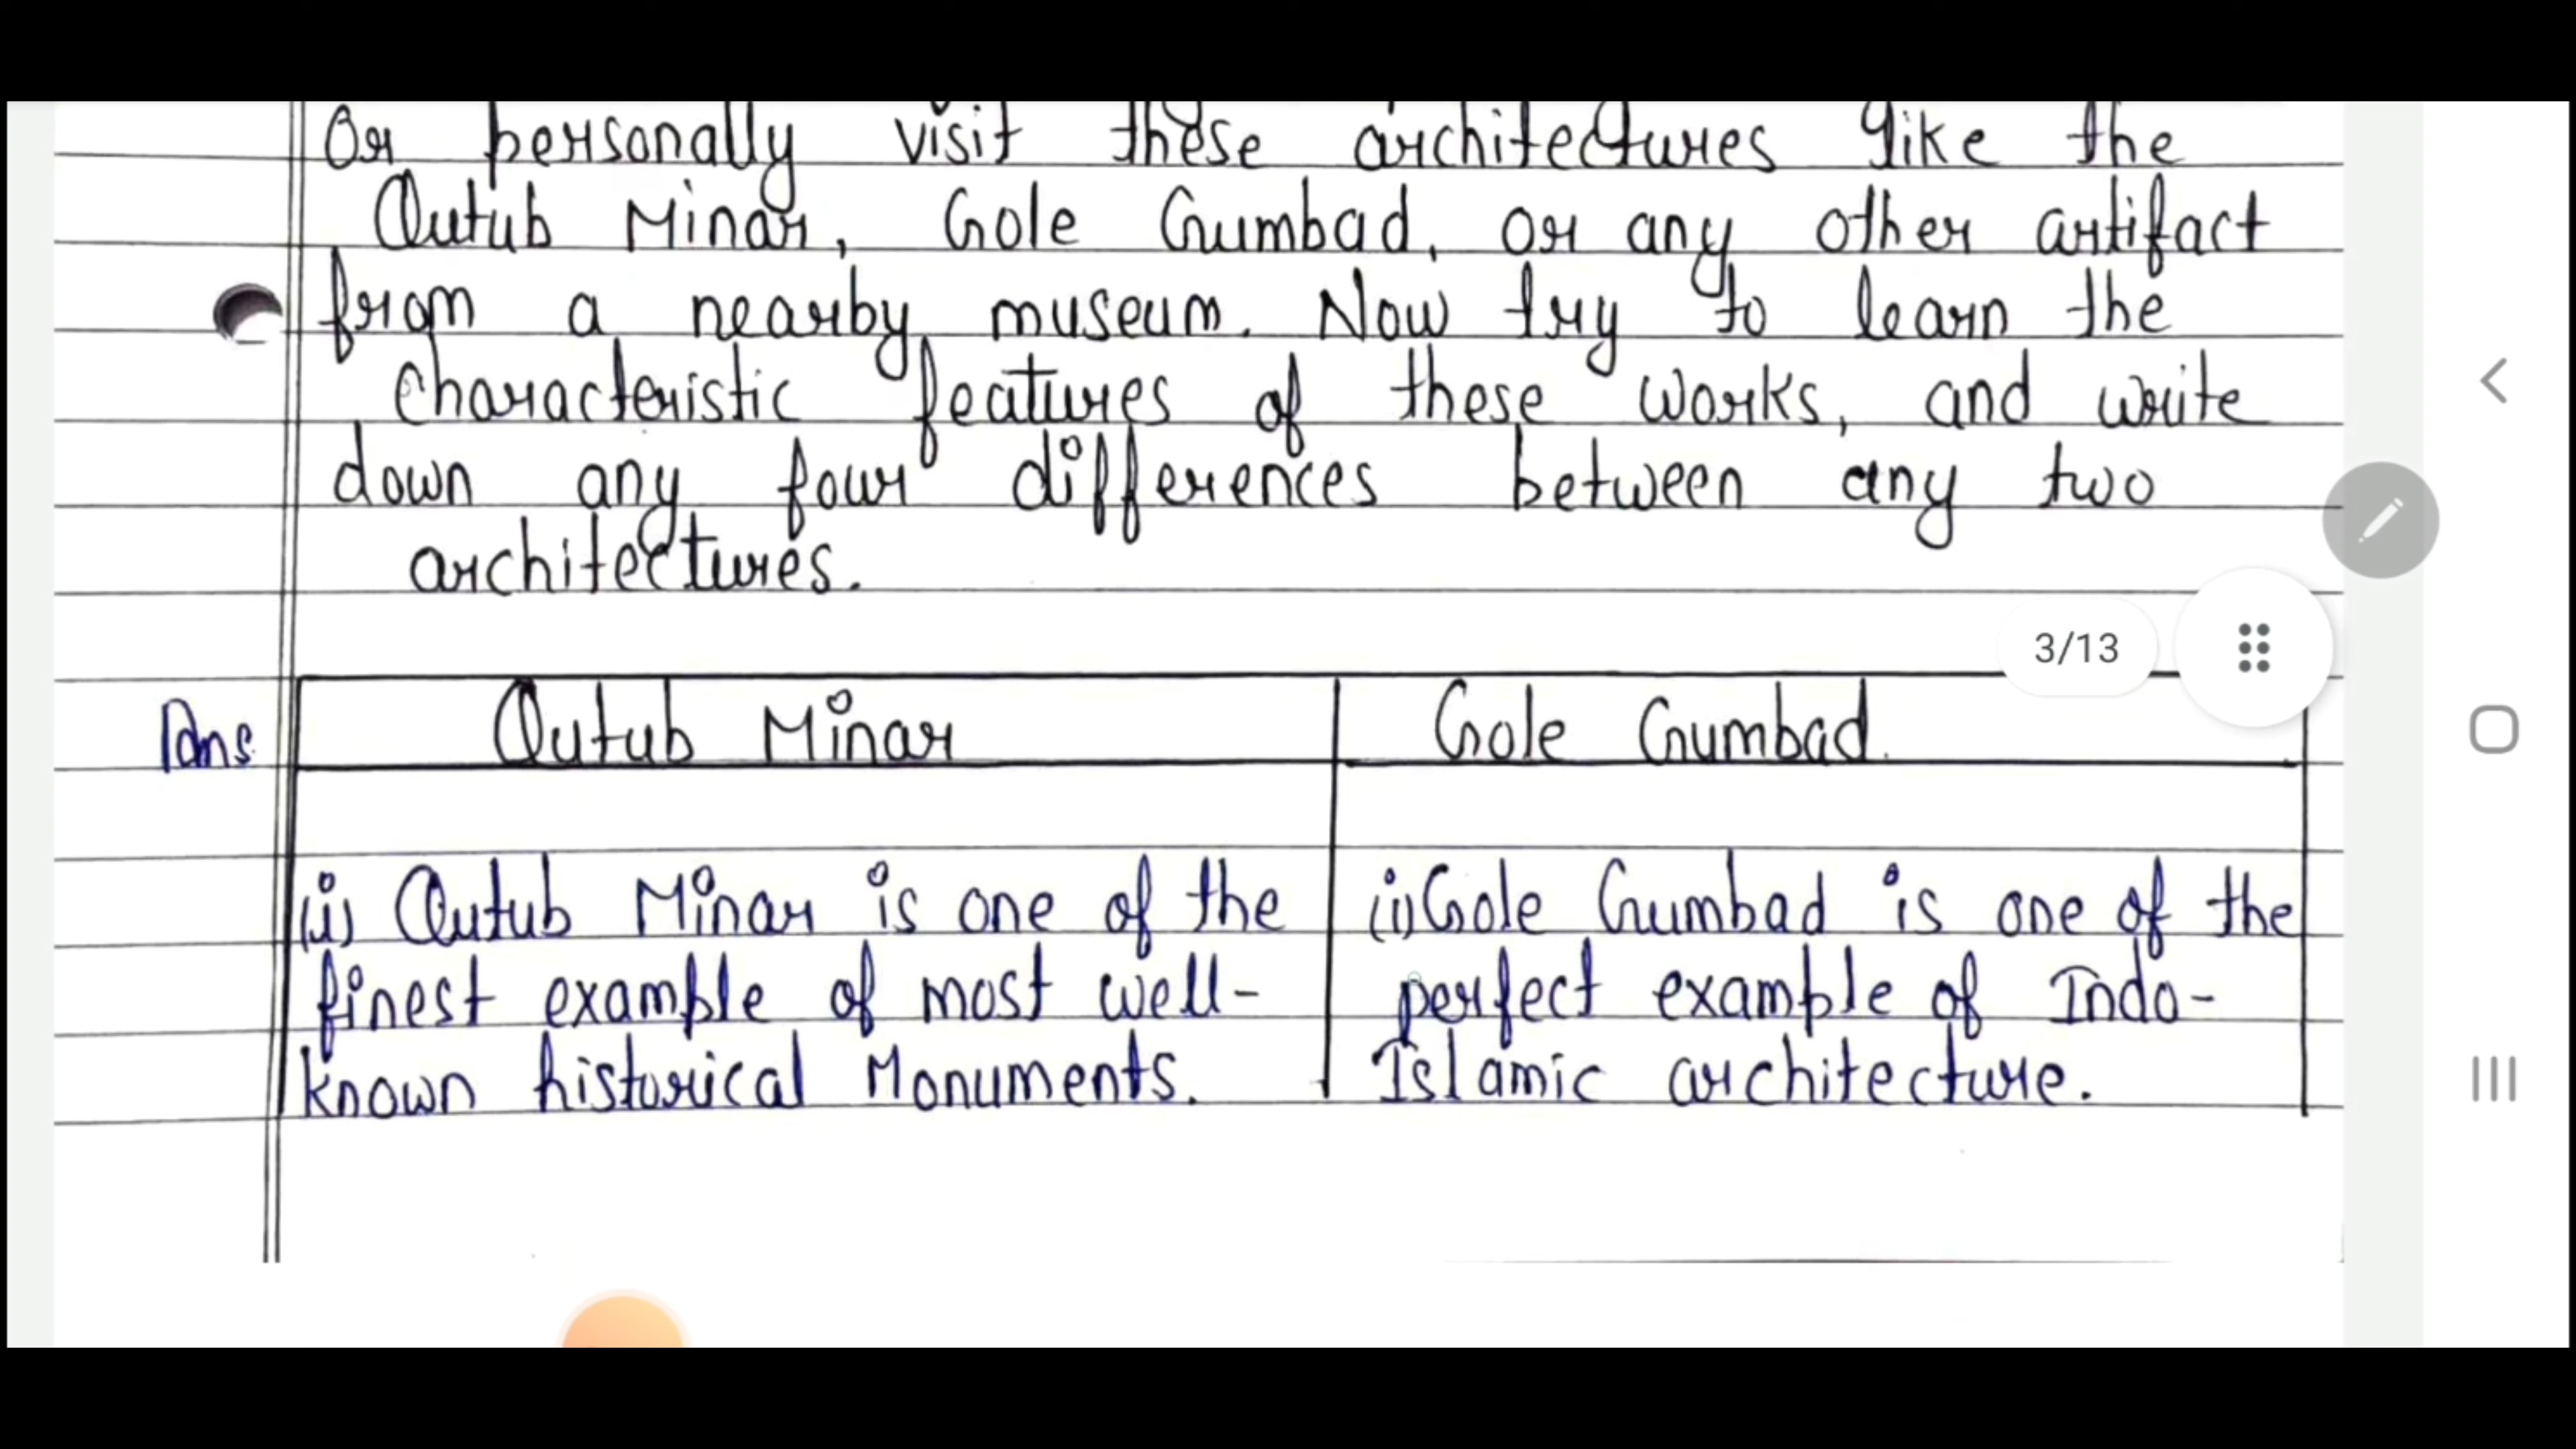 Or personally visit these architectures like the
Qutub Minar, Gole Gumbad, or any other artifact
from a nearby museum. Now try to learn the
characteristic features of these works, and write
down any four differences between any two
architectures.
3/13
Ans Qutub Minar Gole Gumbad.
(i) Qutub Minar is one of the (i) Gole Gumbad is one of the
finest example of most well- perfect example of Indo-
known historical Monuments. Islamic architecture.